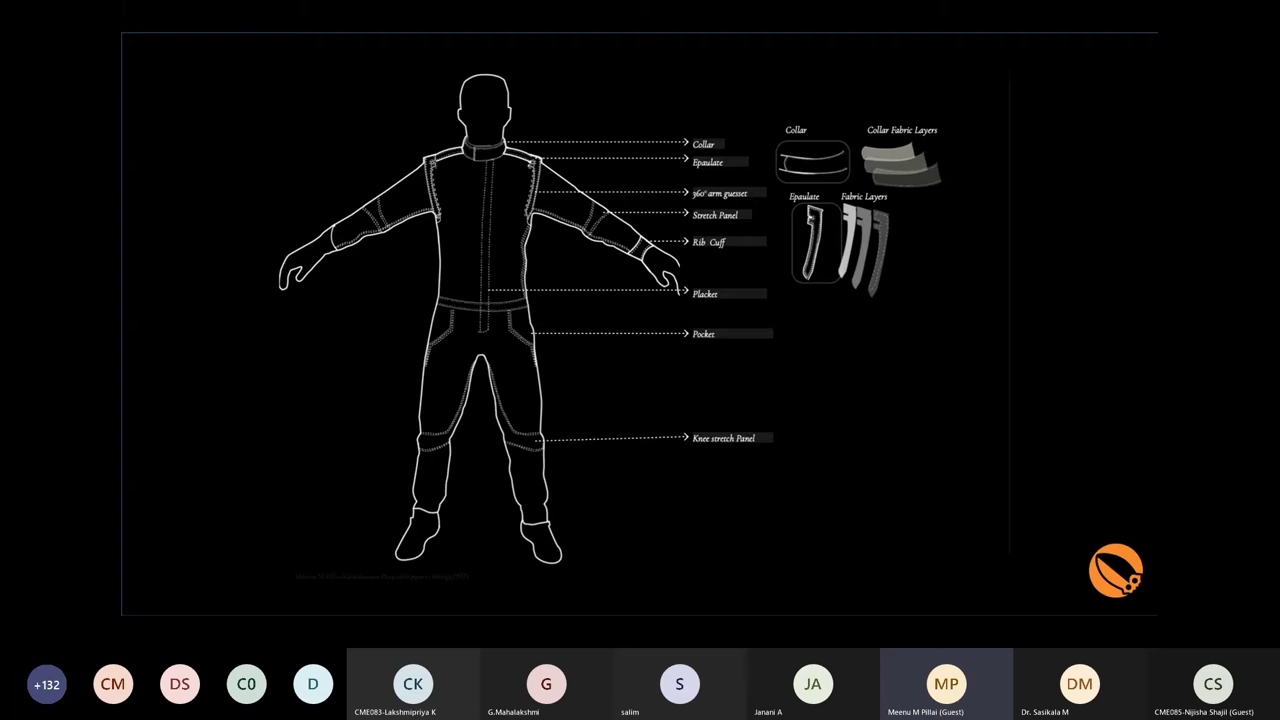 Collar
Epaulate
360° arm guesset
Stretch Panel
Rib Cuff
Placket
Pocket
Knee stretch Panel
Collar
Collar Fabric Layers
Epaulate
Fabric Layers
+132
CM
DS
C0
D
CK
G
S
JA
MP
DM
CS
CME083-Lakshmipriya K
G.Mahalakshmi
salim
Janani A
Meenu M Pillai (Guest)
Dr. Sasikala M
CME085-Nijisha Shajil (Guest)